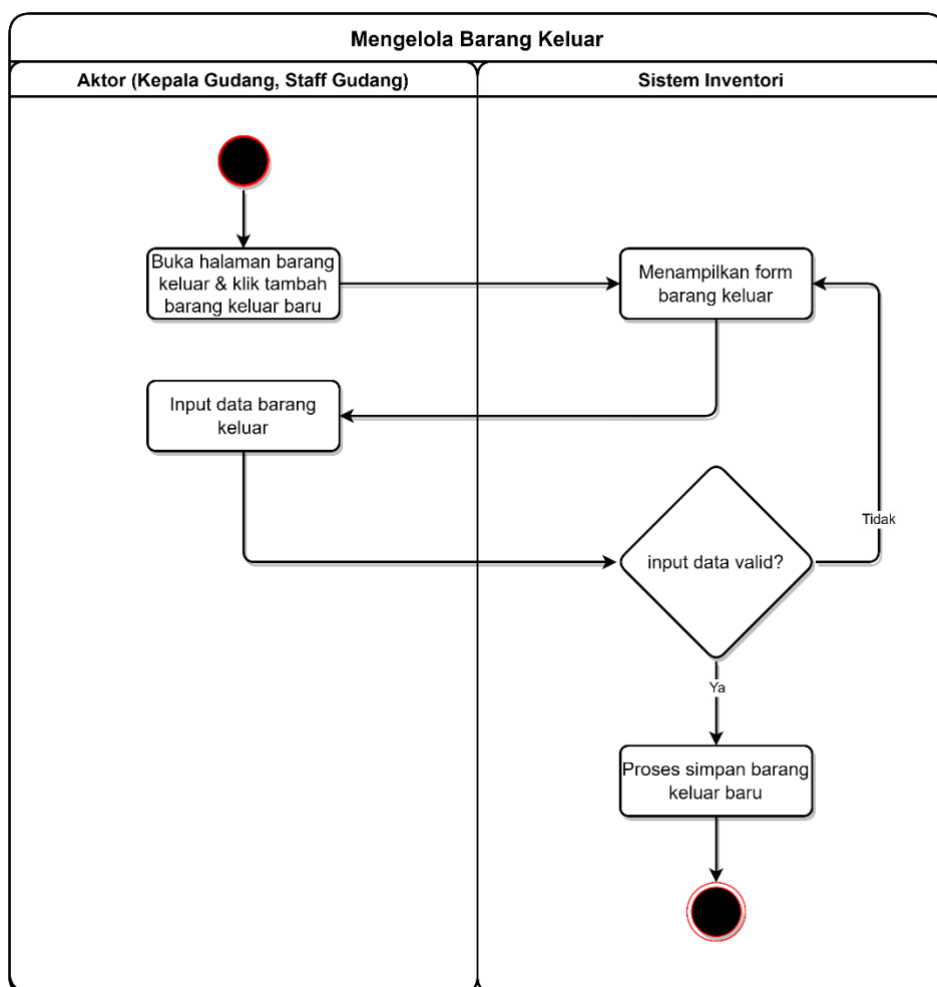 Mengelola Barang Keluar
Aktor (Kepala Gudang, Staff Gudang)
Sistem Inventori
Buka halaman barang
keluar & klik tambah
barang keluar baru
Menampilkan form
barang keluar
Input data barang
keluar
Tidak
input data valid?
Ya
Proses simpan barang
keluar baru